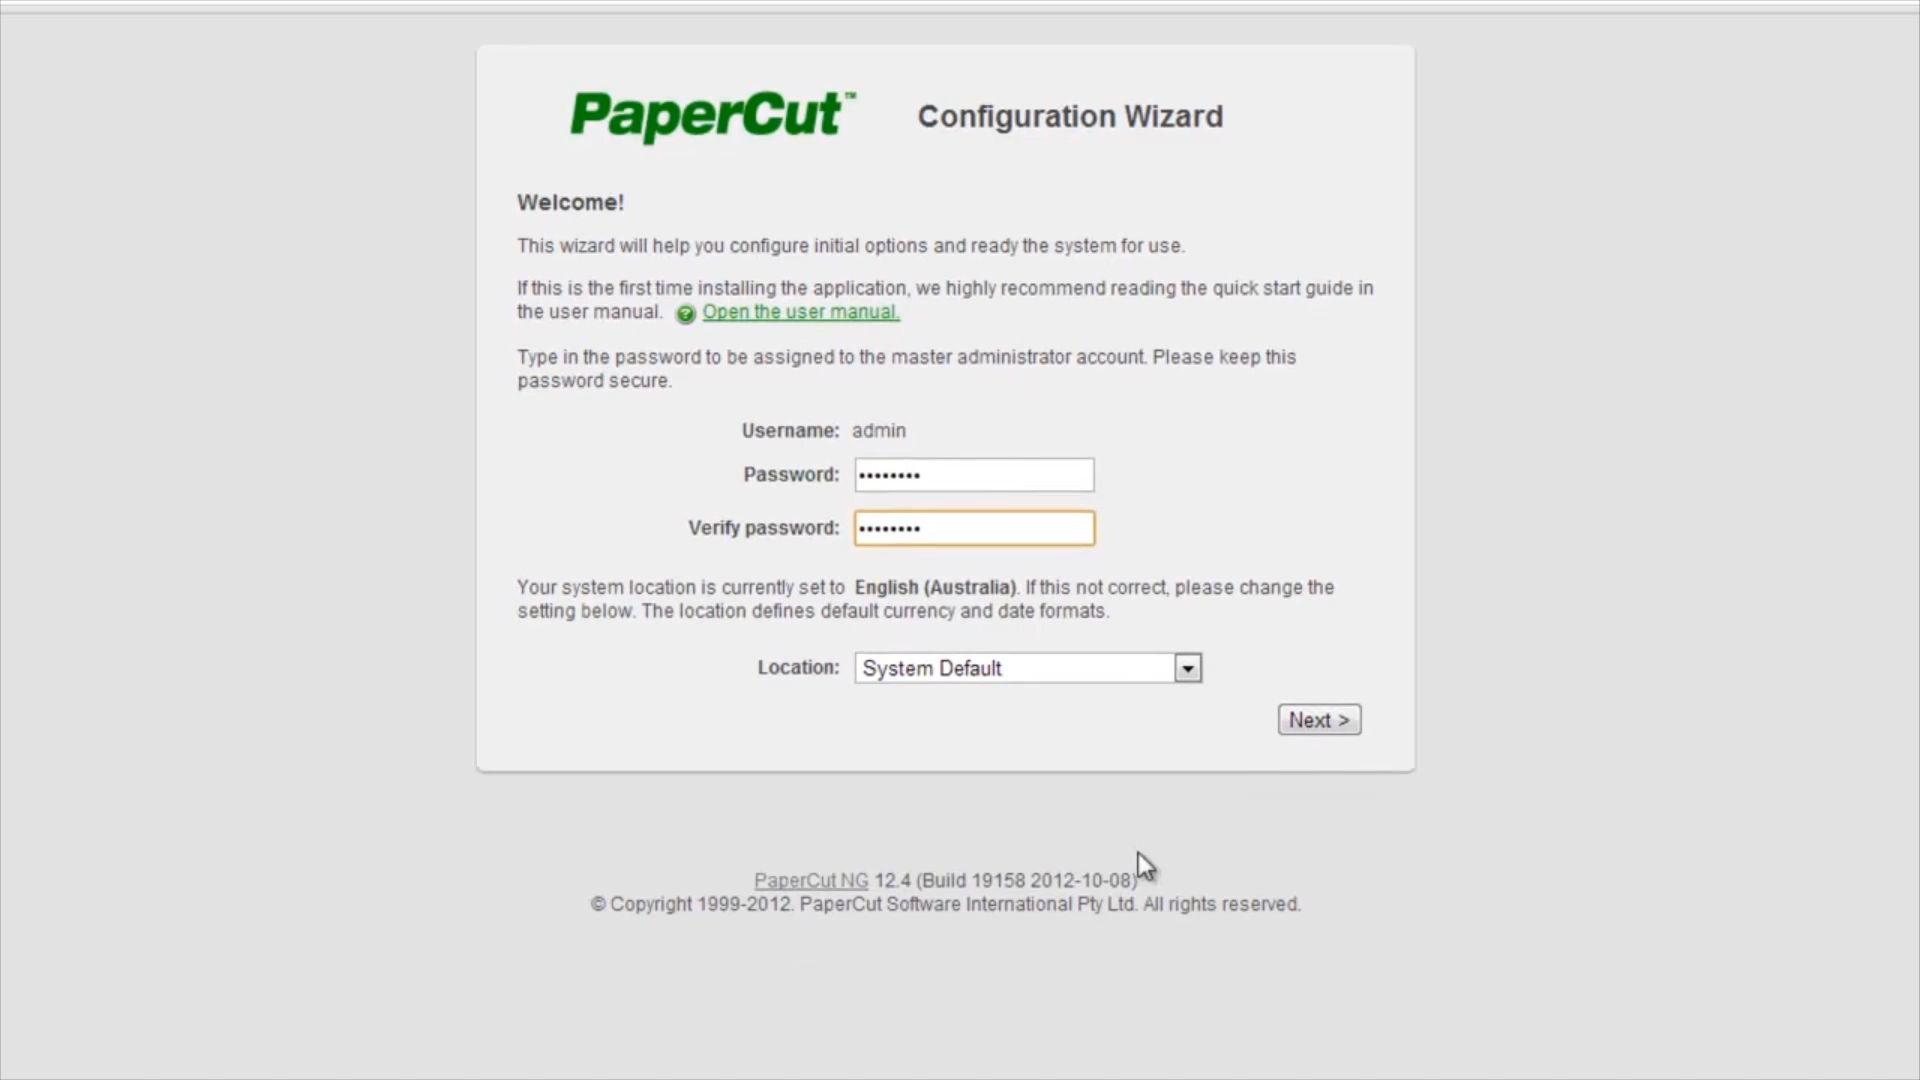 PaperCut™ Configuration Wizard
Welcome!
This wizard will help you configure initial options and ready the system for use.
If this is the first time installing the application, we highly recommend reading the quick start guide in
the user manual. ? Open the user manual.
Type in the password to be assigned to the master administrator account. Please keep this
password secure.
Username: admin
Password: ••••••••
Verify password: ••••••••
Your system location is currently set to English (Australia). If this not correct, please change the
setting below. The location defines default currency and date formats.
Location: System Default
Next >
PaperCut NG 12.4 (Build 19158 2012-10-08)
© Copyright 1999-2012. PaperCut Software International Pty Ltd. All rights reserved.